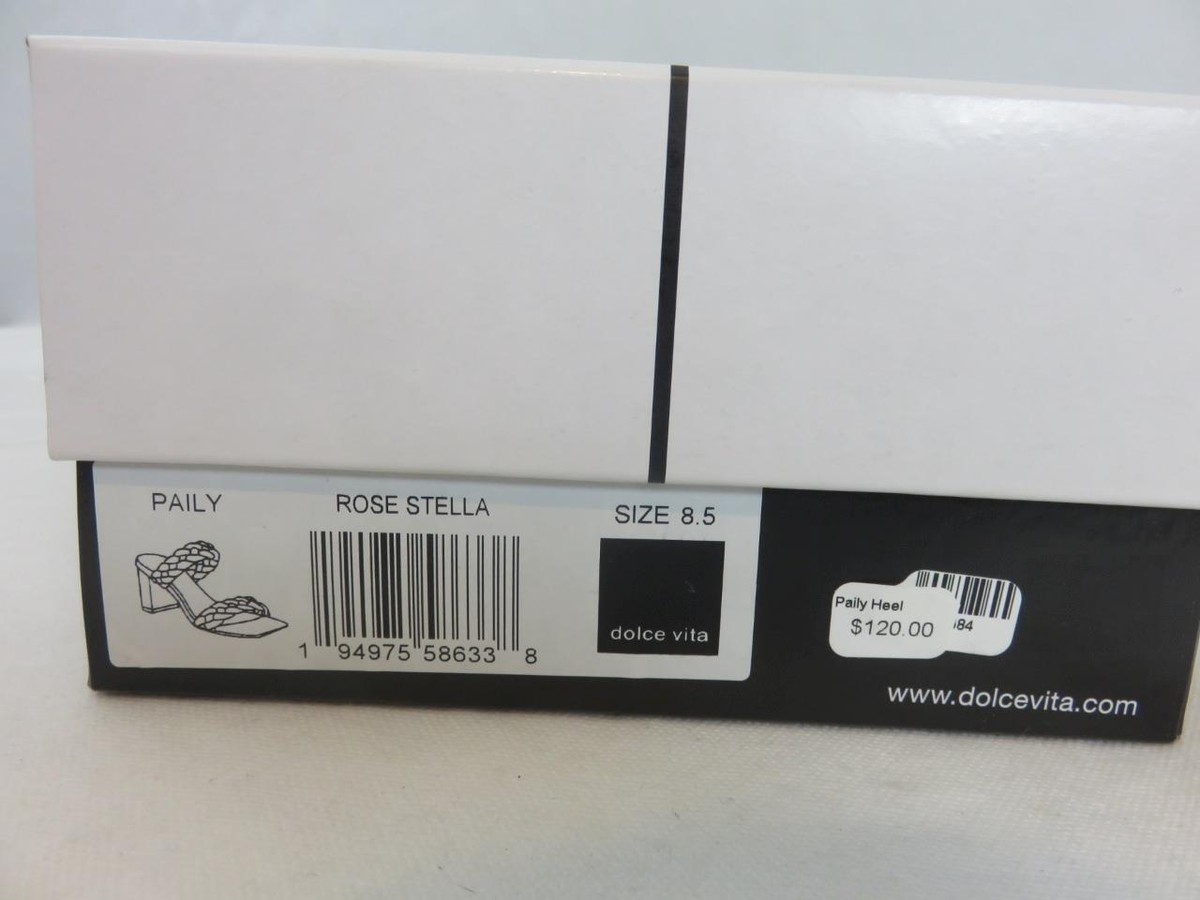 PAILY
ROSE STELLA
SIZE 8.5
1 94975 58633 8
dolce vita
Paily Heel
$120.00
684
www.dolcevita.com